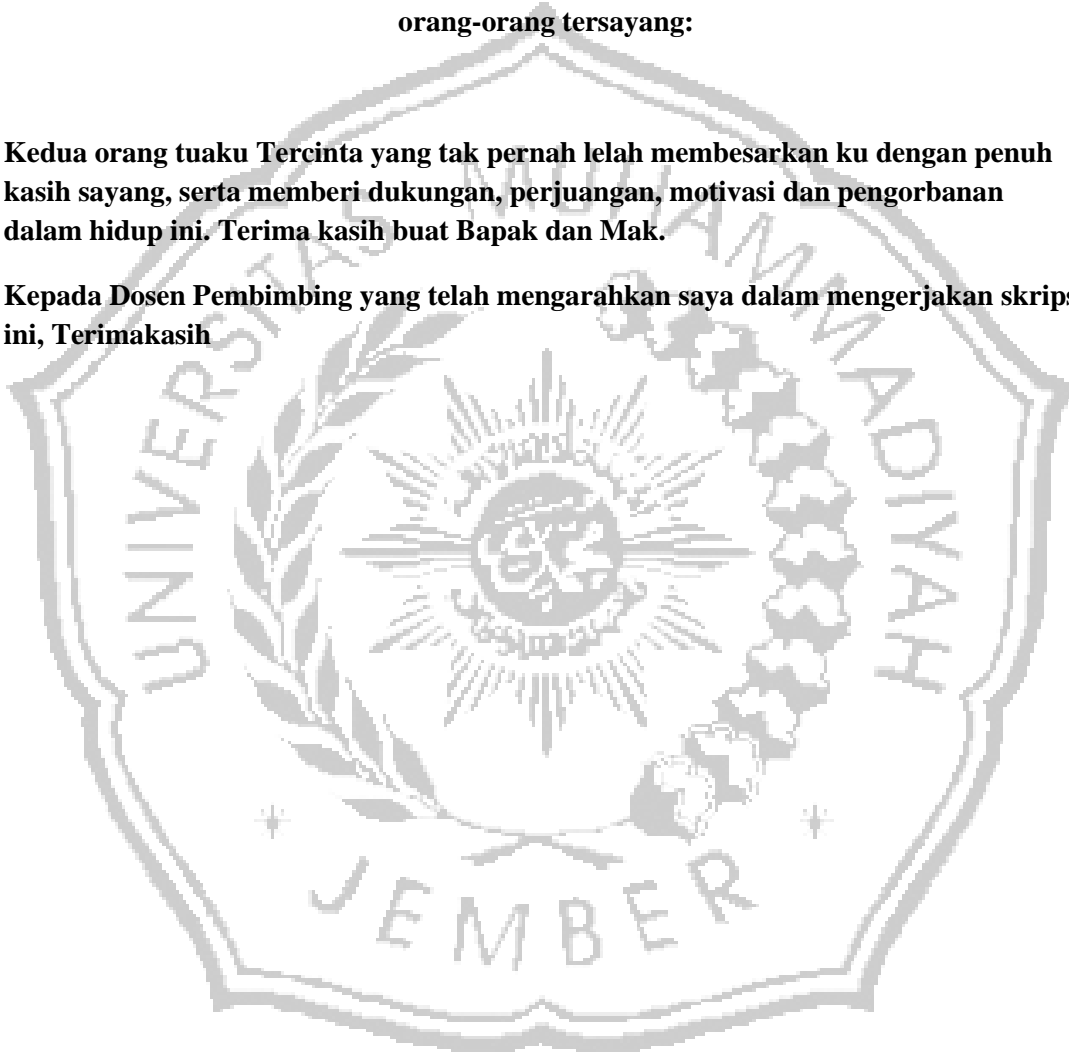 orang-orang tersayang:
Kedua orang tuaku Tercinta yang tak pernah lelah membesarkan ku dengan penuh
kasih sayang, serta memberi dukungan, perjuangan, motivasi dan pengorbanan
dalam hidup ini. Terima kasih buat Bapak dan Mak.
Kepada Dosen Pembimbing yang telah mengarahkan saya dalam mengerjakan skrips
ini, Terimakasih
UNIVERSITAS MUHAMMADIYAH
JEMBER